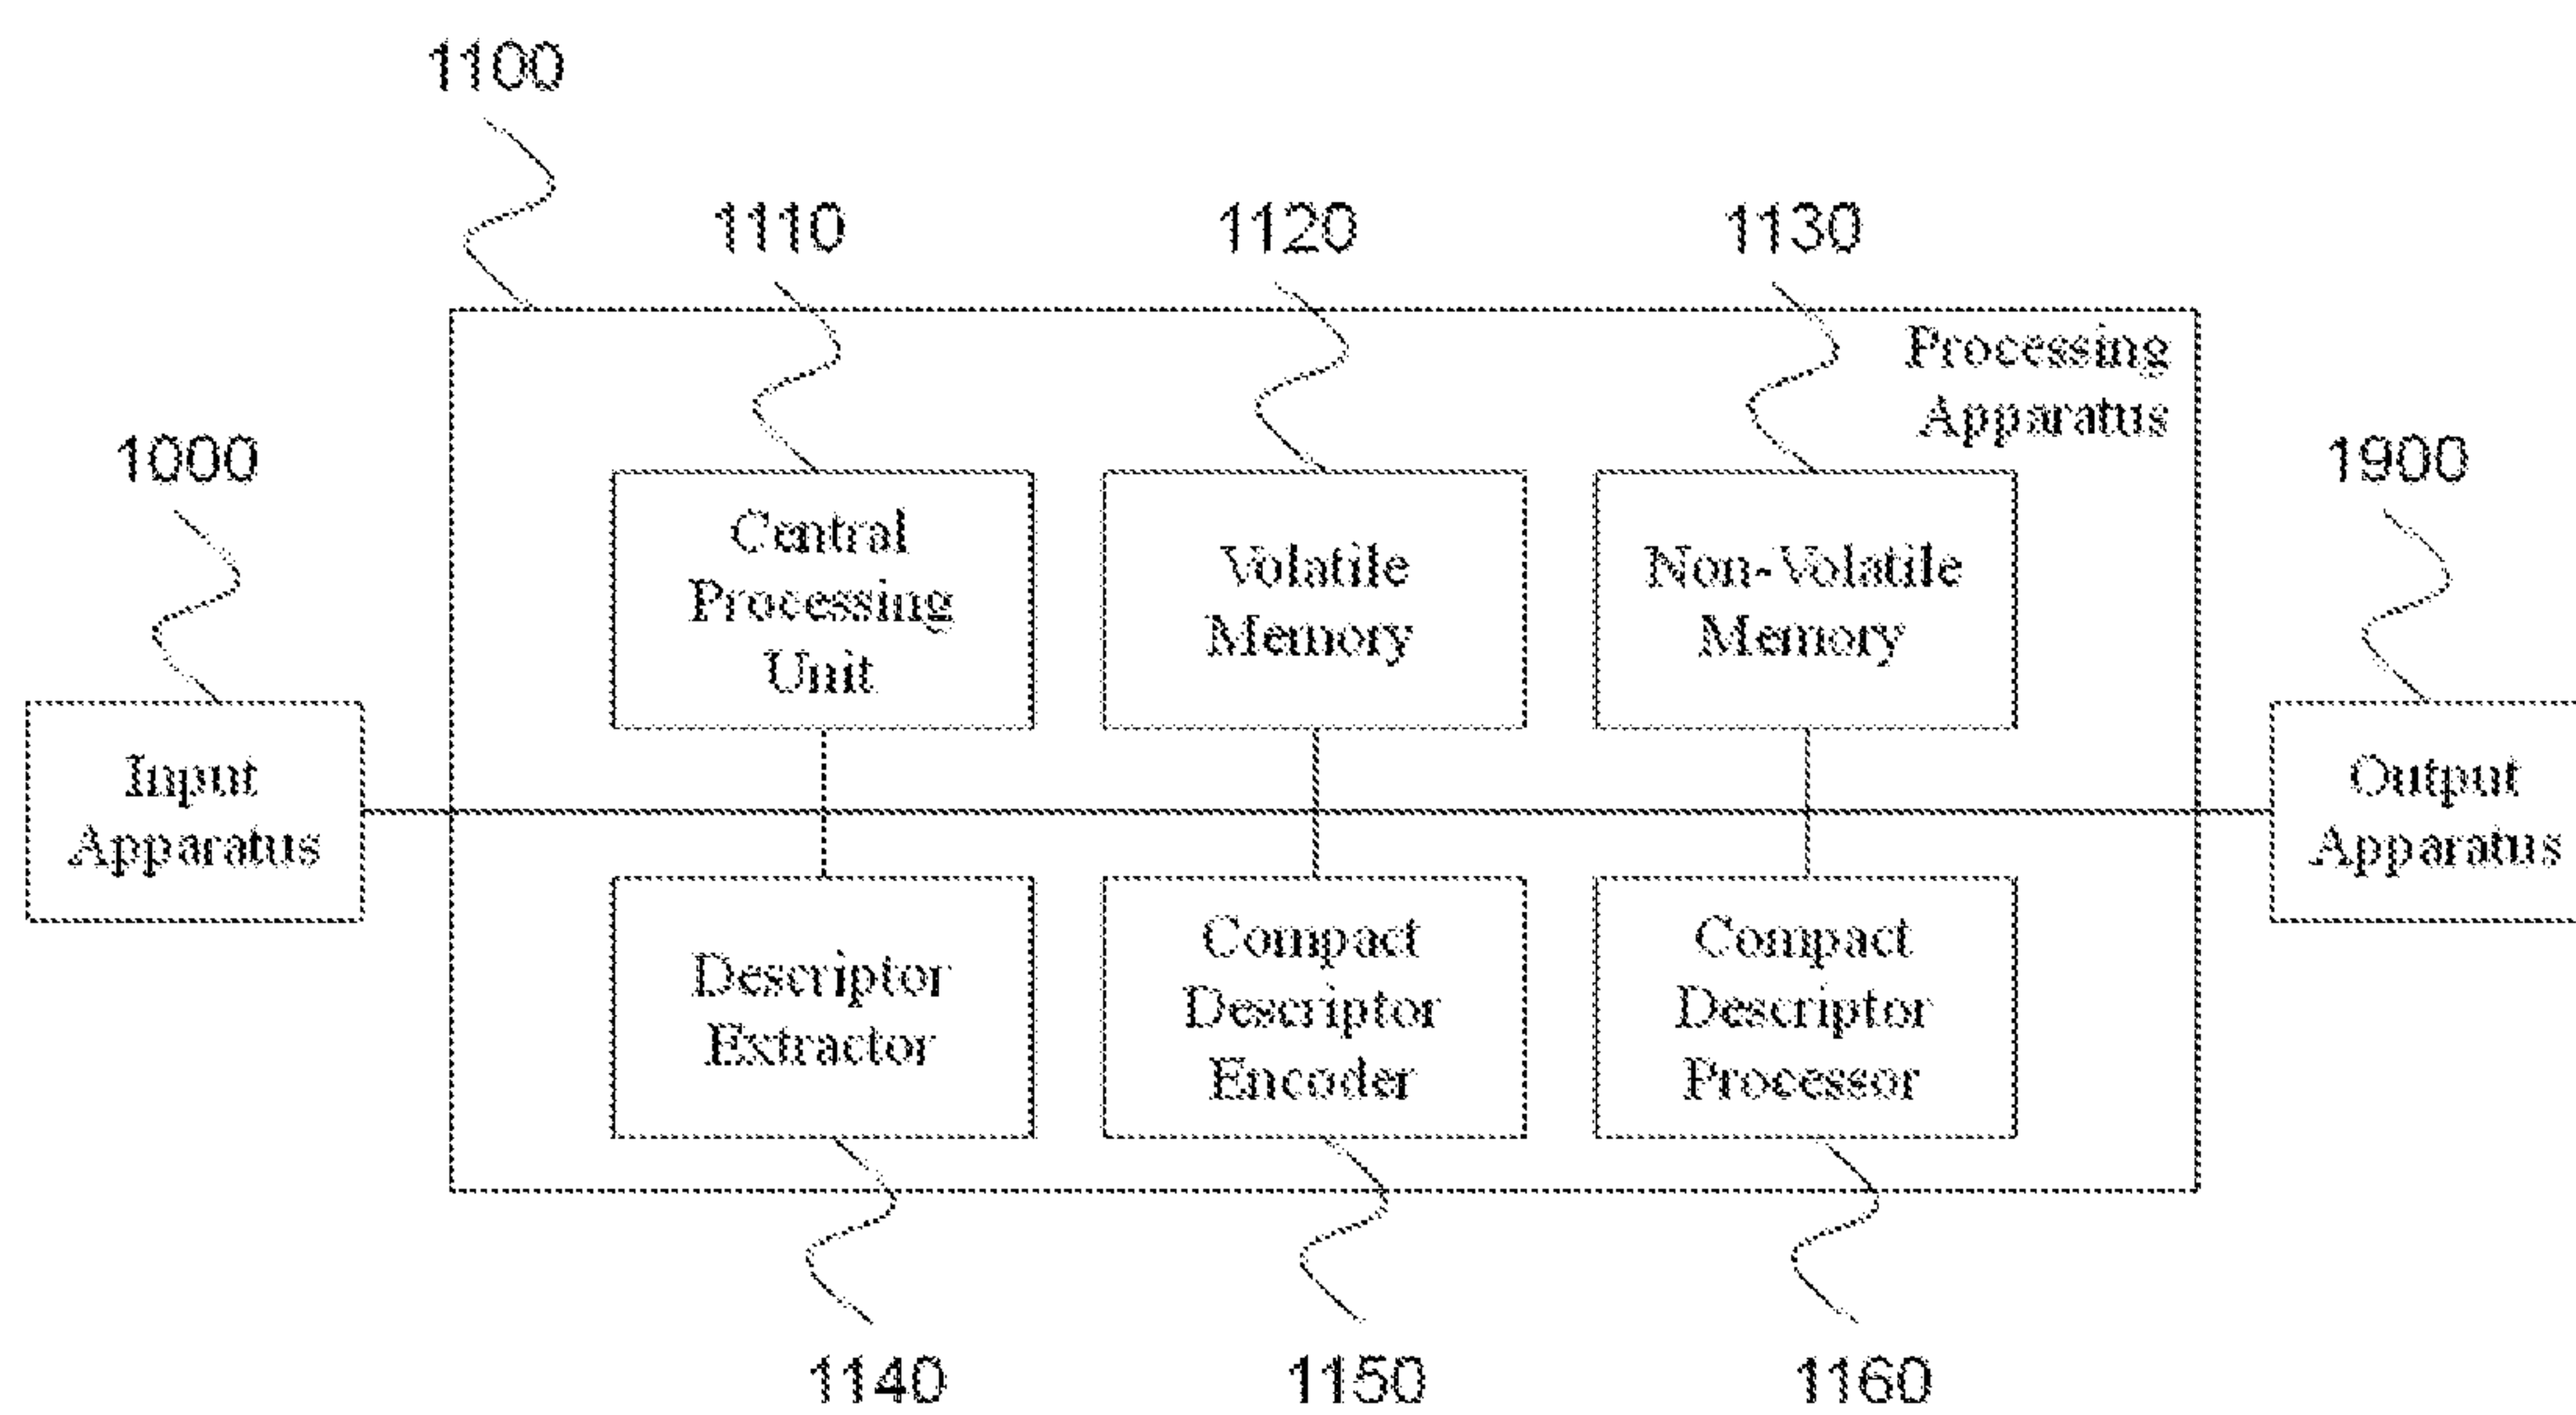 1100
1110
1120
1130
Processing
Apparatus
1000
1900
Central
Processing
Unit
Volatile
Memory
Non-Volatile
Memory
Input
Apparatus
Output
Apparatus
Descriptor
Extractor
Compact
Descriptor
Encoder
Compact
Descriptor
Processor
1140
1150
1160